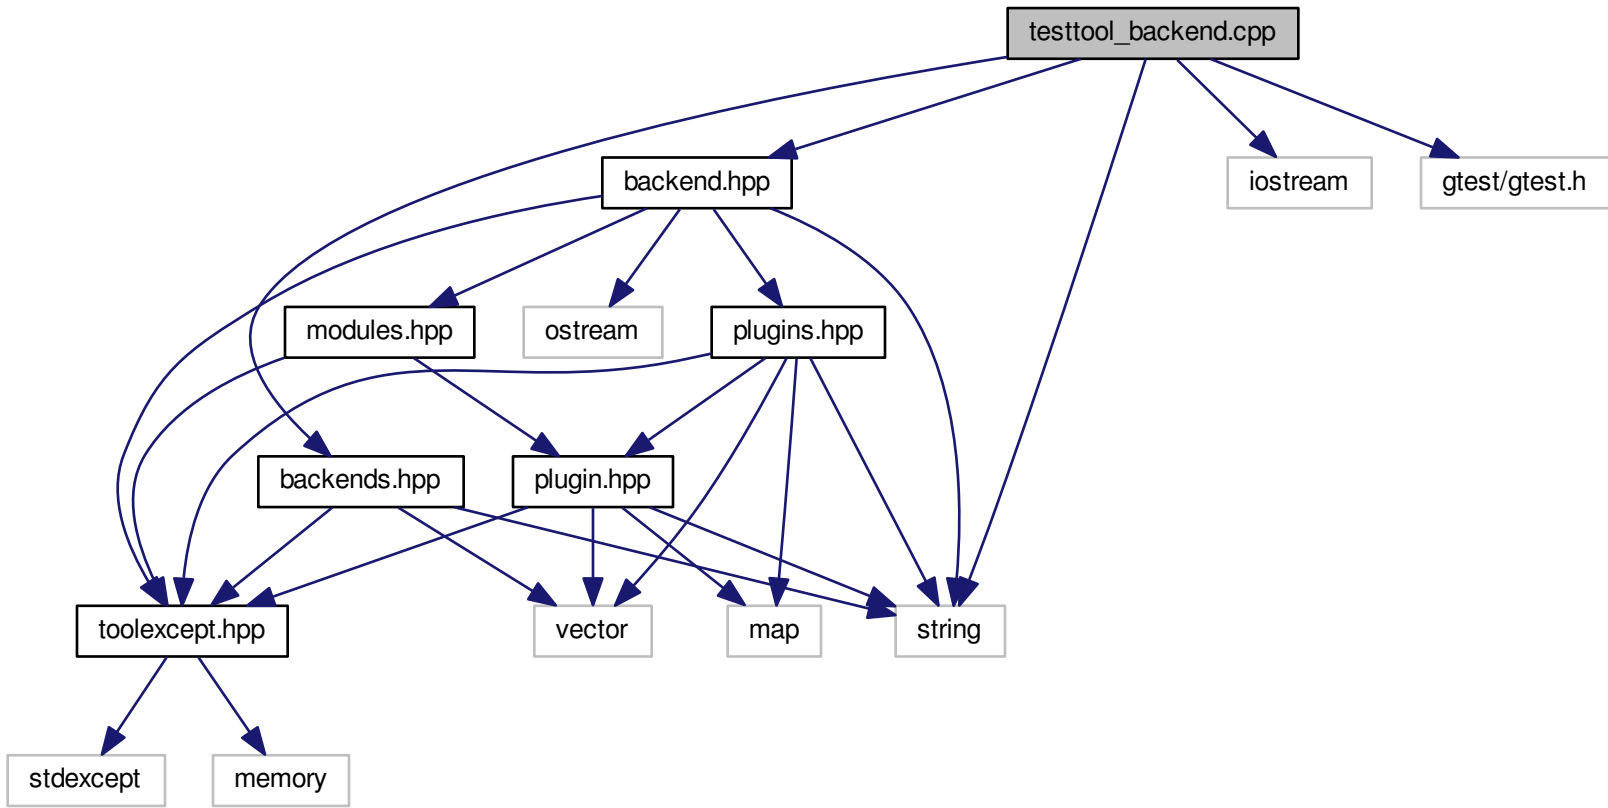 testtool_backend.cpp
backend.hpp
iostream
gtest/gtest.h
modules.hpp
ostream
plugins.hpp
backends.hpp
plugin.hpp
toolexcept.hpp
vector
map
string
stdexcept
memory